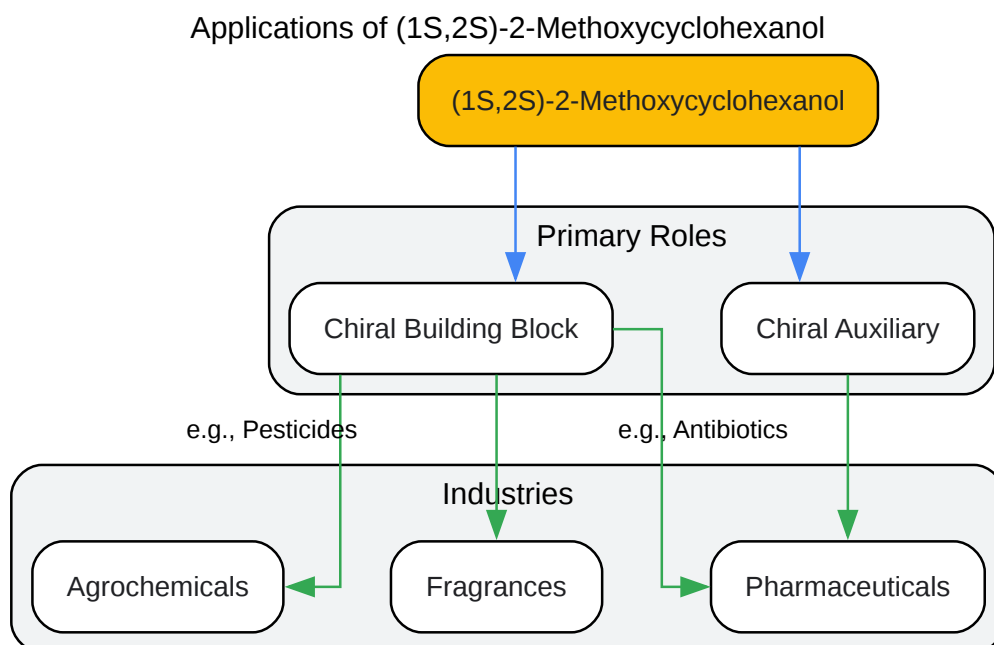 Applications of (1S,2S)-2-Methoxycyclohexanol
(1S,2S)-2-Methoxycyclohexanol
Primary Roles
Chiral Building Block
Chiral Auxiliary
e.g., Pesticides
e.g., Antibiotics
Industries
Agrochemicals
Fragrances
Pharmaceuticals